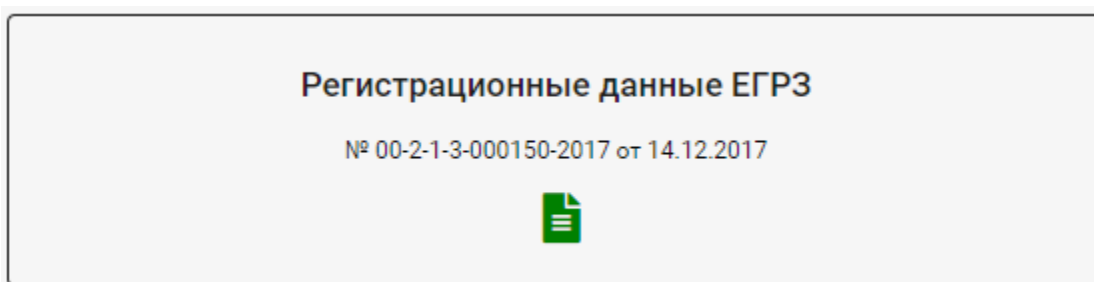 Регистрационные данные ЕГРЗ
№ 00-2-1-3-000150-2017 от 14.12.2017